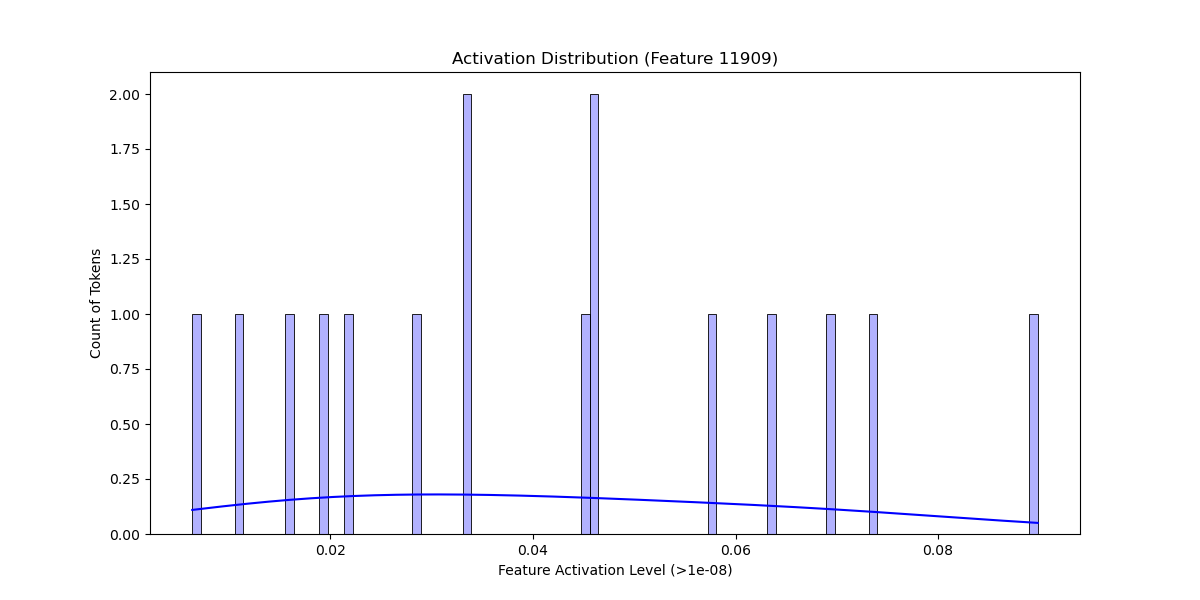 Activation Distribution (Feature 11909)
2.00
1.75
1.50
1.25
1.00
0.75
0.50
0.25
0.00
Count of Tokens
0.02 0.04 0.06 0.08
Feature Activation Level (>1e-08)